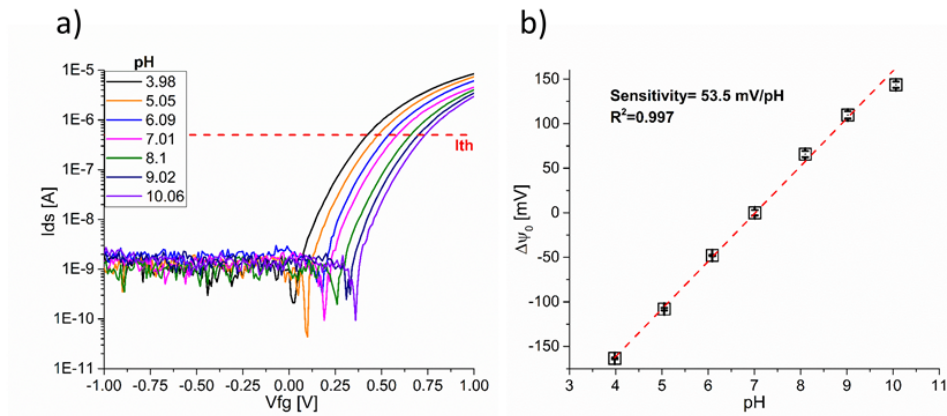 a)
pH
3.98
5.05
6.09
7.01
8.1
9.02
10.06
1E-5
1E-6
1E-7
1E-8
1E-9
1E-10
1E-11
Ids [A]
Ith
-1.00 -0.75 -0.50 -0.25 0.00 0.25 0.50 0.75 1.00
Vfg [V]
b)
Sensitivity= 53.5 mV/pH
R²=0.997
150
100
50
0
-50
-100
-150
Δψ₀ [mV]
3 4 5 6 7 8 9 10 11
pH